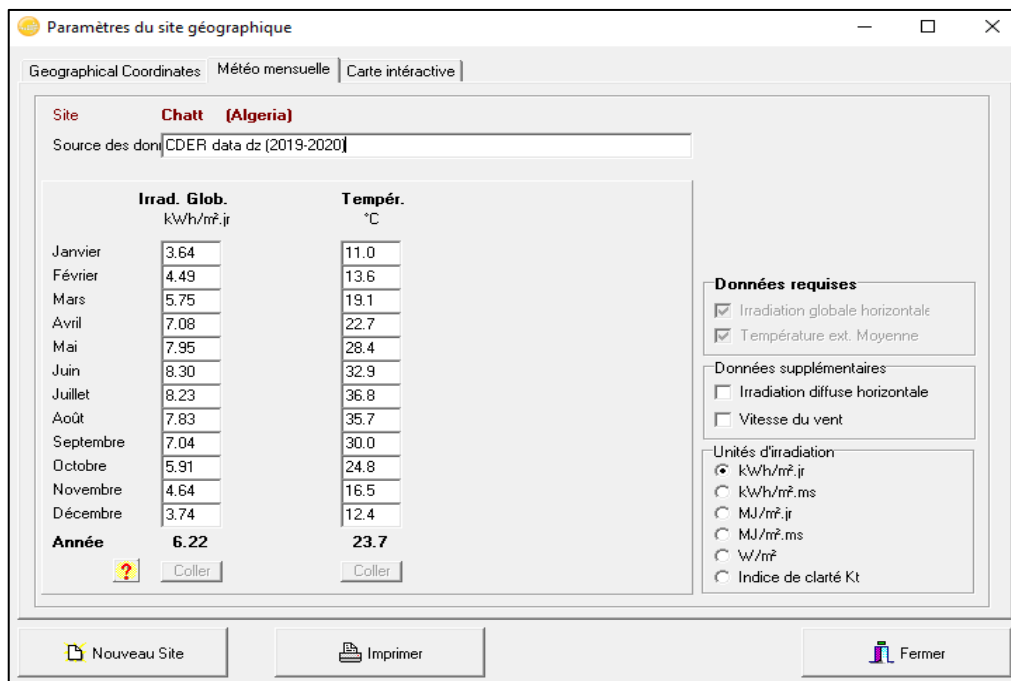 Paramètres du site géographique
Geographical Coordinates Météo mensuelle Carte intéractive
Site Chatt (Algeria)
Source des don CDER data dz (2019-2020)
Irrad. Glob. Tempér.
kWh/m².jr °C
Janvier 3.64 11.0
Février 4.49 13.6
Mars 5.75 19.1
Avril 7.08 22.7
Mai 7.95 28.4
Juin 8.30 32.9
Juillet 8.23 36.8
Août 7.83 35.7
Septembre 7.04 30.0
Octobre 5.91 24.8
Novembre 4.64 16.5
Décembre 3.74 12.4
Année 6.22 23.7
? Coller Coller
Données requises
Irradiation globale horizontale
Température ext. Moyenne
Données supplémentaires
Irradiation diffuse horizontale
Vitesse du vent
Unités d'irradiation
kWh/m².jr
kWh/m².ms
MJ/m².jr
MJ/m².ms
W/m²
Indice de clarté Kt
Nouveau Site Imprimer Fermer